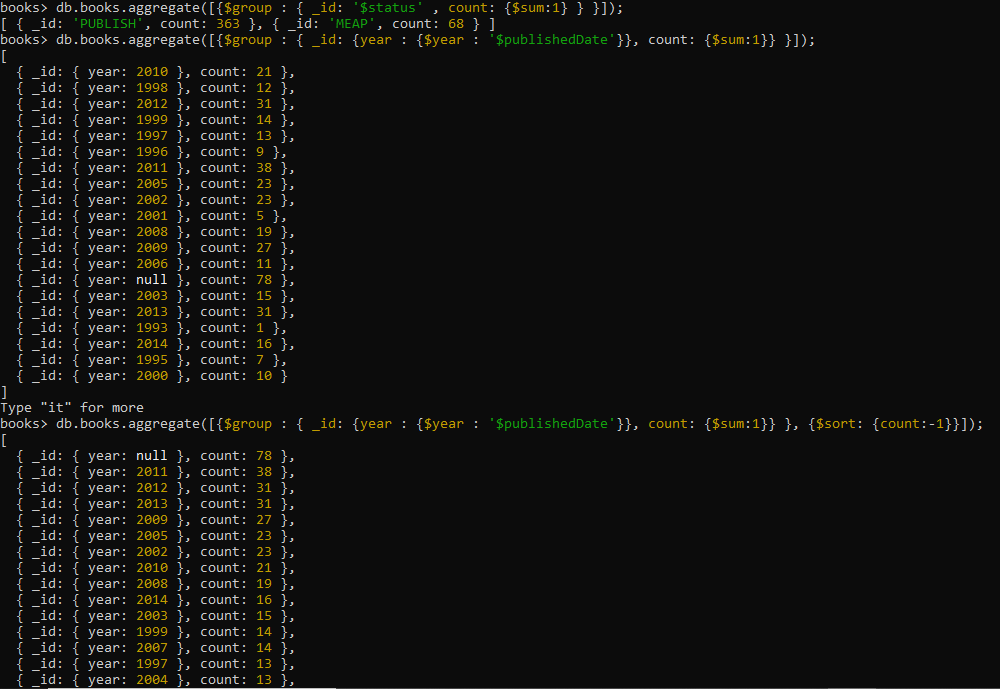 books> db.books.aggregate([{$group : { _id: '$status' , count: {$sum:1} } }]);
[ { _id: 'PUBLISH', count: 363 }, { _id: 'MEAP', count: 68 } ]
books> db.books.aggregate([{$group : { _id: {year : {$year : '$publishedDate'}}, count: {$sum:1}} }]);
[
  { _id: { year: 2010 }, count: 21 },
  { _id: { year: 1998 }, count: 12 },
  { _id: { year: 2012 }, count: 31 },
  { _id: { year: 1999 }, count: 14 },
  { _id: { year: 1997 }, count: 13 },
  { _id: { year: 1996 }, count: 9 },
  { _id: { year: 2011 }, count: 38 },
  { _id: { year: 2005 }, count: 23 },
  { _id: { year: 2002 }, count: 23 },
  { _id: { year: 2001 }, count: 5 },
  { _id: { year: 2008 }, count: 19 },
  { _id: { year: 2009 }, count: 27 },
  { _id: { year: 2006 }, count: 11 },
  { _id: { year: null }, count: 78 },
  { _id: { year: 2003 }, count: 15 },
  { _id: { year: 2013 }, count: 31 },
  { _id: { year: 1993 }, count: 1 },
  { _id: { year: 2014 }, count: 16 },
  { _id: { year: 1995 }, count: 7 },
  { _id: { year: 2000 }, count: 10 }
]
Type "it" for more
books> db.books.aggregate([{$group : { _id: {year : {$year : '$publishedDate'}}, count: {$sum:1}} }, {$sort: {count:-1}}]);
[
  { _id: { year: null }, count: 78 },
  { _id: { year: 2011 }, count: 38 },
  { _id: { year: 2012 }, count: 31 },
  { _id: { year: 2013 }, count: 31 },
  { _id: { year: 2009 }, count: 27 },
  { _id: { year: 2005 }, count: 23 },
  { _id: { year: 2002 }, count: 23 },
  { _id: { year: 2010 }, count: 21 },
  { _id: { year: 2008 }, count: 19 },
  { _id: { year: 2014 }, count: 16 },
  { _id: { year: 2003 }, count: 15 },
  { _id: { year: 1999 }, count: 14 },
  { _id: { year: 2007 }, count: 14 },
  { _id: { year: 1997 }, count: 13 },
  { _id: { year: 2004 }, count: 13 },